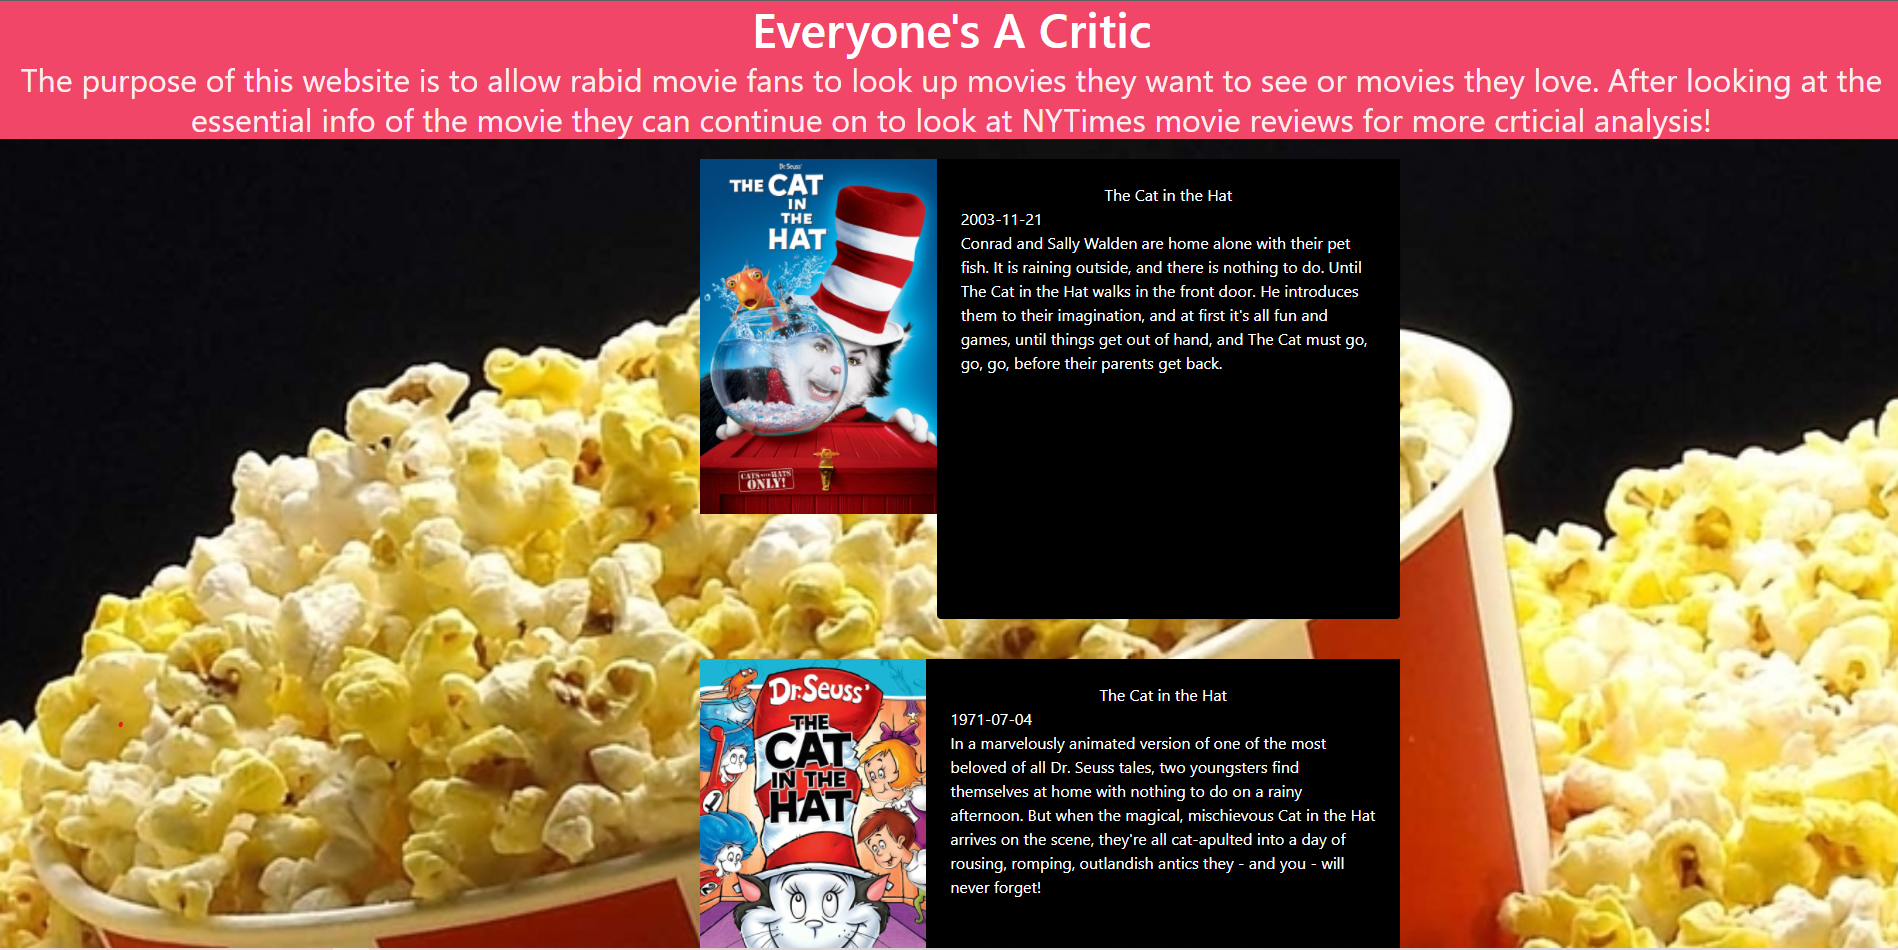 Everyone's A Critic
The purpose of this website is to allow rabid movie fans to look up movies they want to see or movies they love. After looking at the
essential info of the movie they can continue on to look at NYTimes movie reviews for more crticial analysis!
Dr. Seuss'
THE CAT
IN
THE
HAT
CATS WITH HATS
ONLY!
The Cat in the Hat
2003-11-21
Conrad and Sally Walden are home alone with their pet
fish. It is raining outside, and there is nothing to do. Until
The Cat in the Hat walks in the front door. He introduces
them to their imagination, and at first it's all fun and
games, until things get out of hand, and The Cat must go,
go, go, before their parents get back.
Dr. Seuss'
THE
CAT
IN THE
HAT
1
2
The Cat in the Hat
1971-07-04
In a marvelously animated version of one of the most
beloved of all Dr. Seuss tales, two youngsters find
themselves at home with nothing to do on a rainy
afternoon. But when the magical, mischievous Cat in the Hat
arrives on the scene, they're all cat-apulted into a day of
rousing, romping, outlandish antics they - and you - will
never forget!